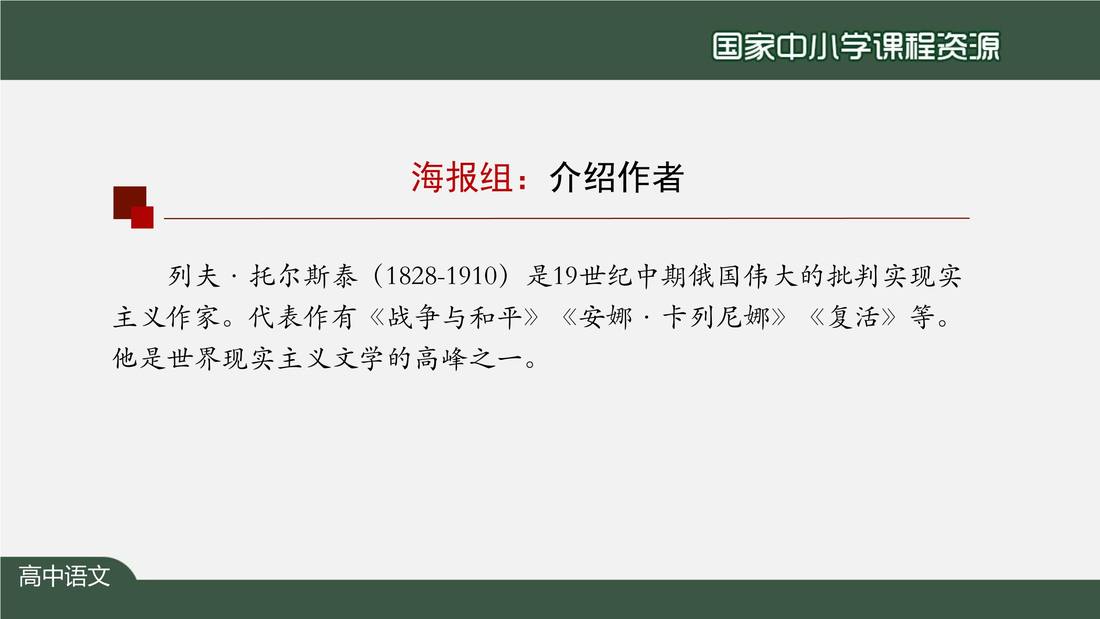 国家中小学课程资源
海报组：介绍作者
列夫·托尔斯泰（1828-1910）是19世纪中期俄国伟大的批判实现实
主义作家。代表作有《战争与和平》《安娜·卡列尼娜》《复活》等。
他是世界现实主义文学的高峰之一。
高中语文